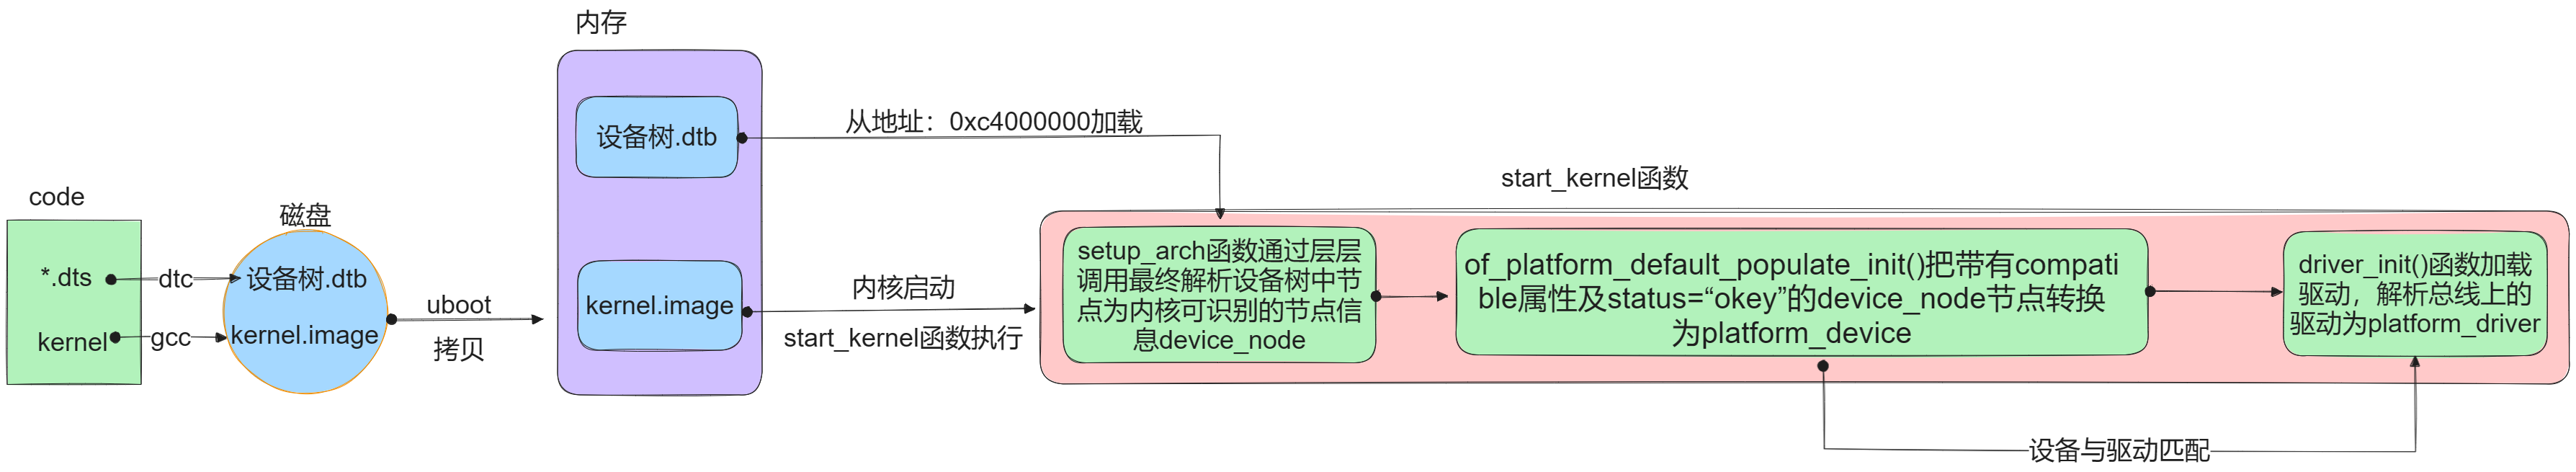 code
*.dts
kernel
dtc
gcc
磁盘
设备树.dtb
kernel.image
uboot
拷贝
内存
设备树.dtb
kernel.image
从地址：0xc4000000加载
内核启动
start_kernel函数执行
start_kernel函数
setup_arch函数通过层层
调用最终解析设备树中节
点为内核可识别的节点信
息device_node
of_platform_default_populate_init()把带有compati
ble属性及status=“okey”的device_node节点转换
为platform_device
driver_init()函数加载
驱动，解析总线上的
驱动为platform_driver
设备与驱动匹配